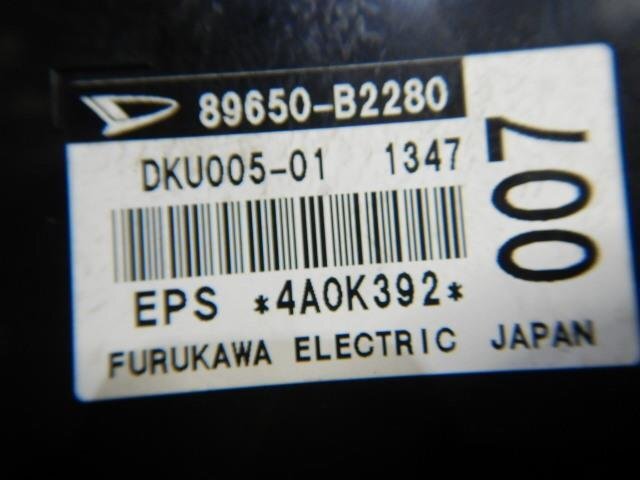 89650-B2280
DKU005-01 1347
007
EPS *4A0K392*
FURUKAWA ELECTRIC JAPAN